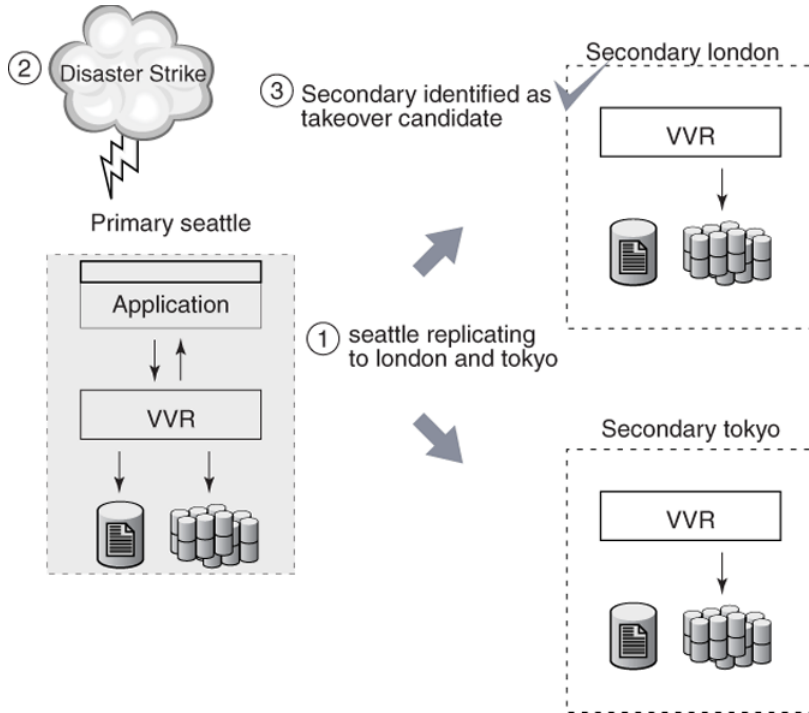 ②
Disaster Strike
③ Secondary identified as
takeover candidate
Secondary london
VVR
Primary seattle
Application
VVR
① seattle replicating
to london and tokyo
Secondary tokyo
VVR